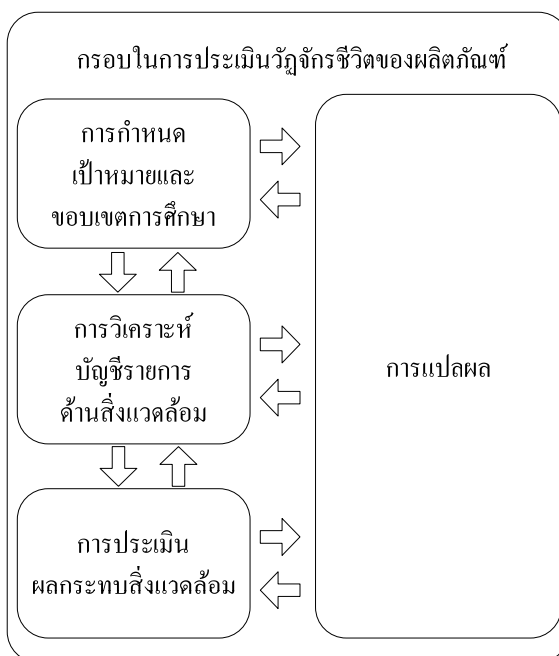 กรอบในการประเมินวัฏจักรชีวิตของผลิตภัณฑ์
การกำหนด
เป้าหมายและ
ขอบเขตการศึกษา
การวิเคราะห์
บัญชีรายการ
ด้านสิ่งแวดล้อม
การประเมิน
ผลกระทบสิ่งแวดล้อม
การแปลผล